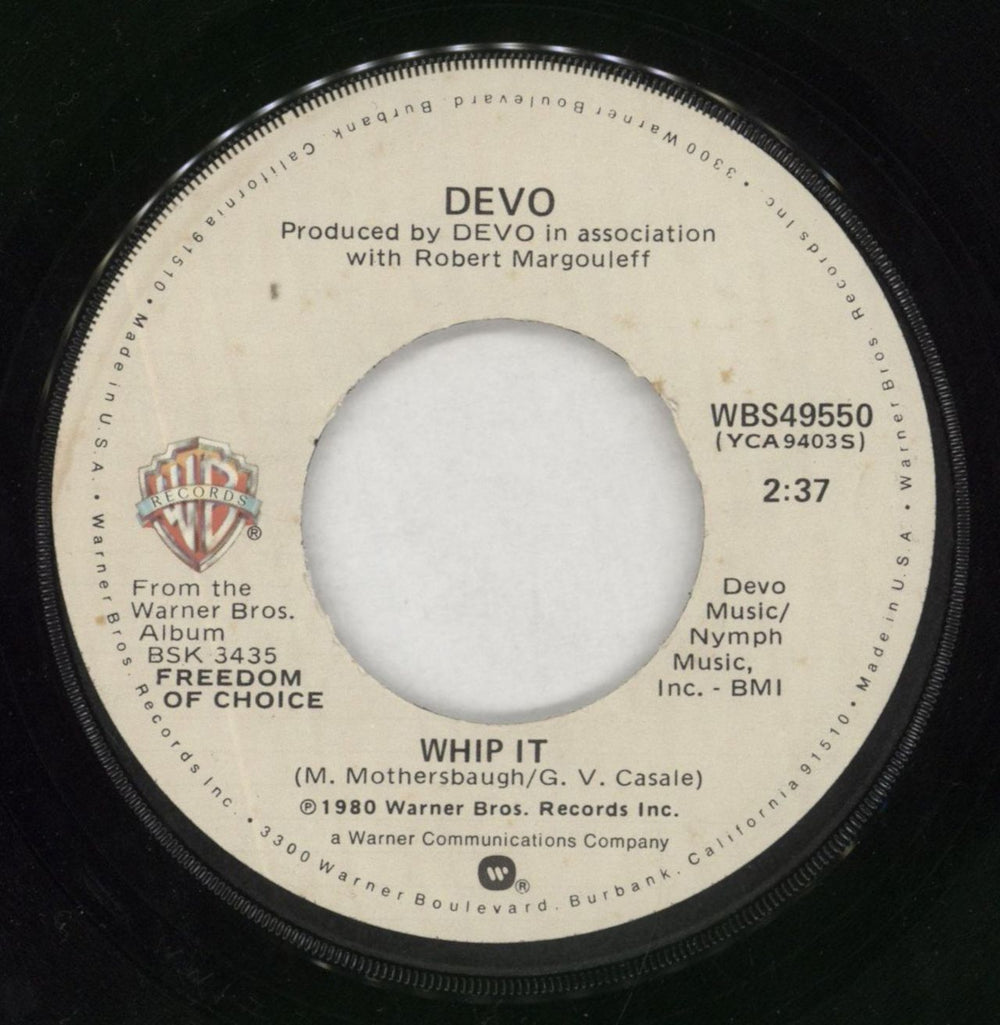 DEVO
Produced by DEVO in association
with Robert Margouleff
WBS49550
(YCA9403S)
2:37
RECORDS
®
From the
Warner Bros.
Album
BSK 3435
FREEDOM
OF CHOICE
Devo
Music/
Nymph
Music,
Inc. - BMI
WHIP IT
(M. Mothersbaugh/G. V. Casale)
℗1980 Warner Bros. Records Inc.
a Warner Communications Company
®
Warner Bros. Records Inc. • 3300 Warner Boulevard. Burbank. California 91510 • Made in U.S.A. •
Warner Bros. Records Inc. • 3300 Warner Boulevard. Burbank. California 91510 • Made in U.S.A. •